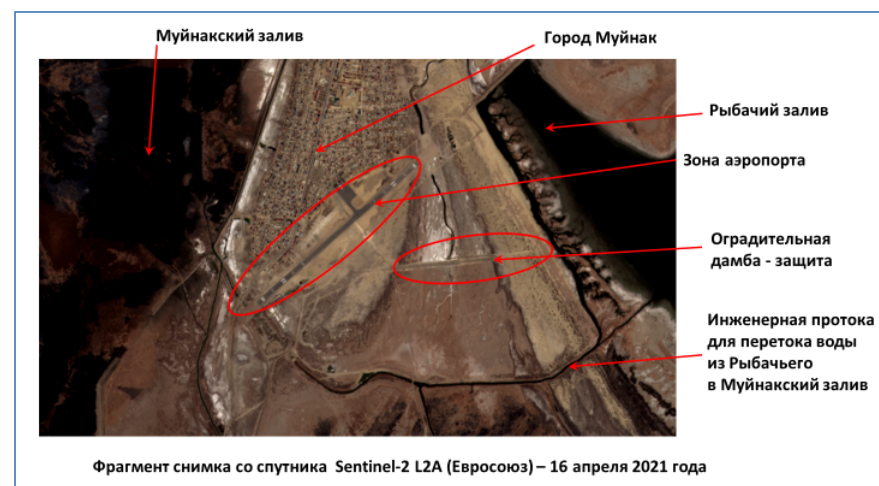 Муйнакский залив
Город Муйнак
Рыбачий залив
Зона аэропорта
Оградительная
дамба - защита
Инженерная протока
для перетока воды
из Рыбачьего
в Муйнакский залив
Фрагмент снимка со спутника Sentinel-2 L2A (Евросоюз) – 16 апреля 2021 года